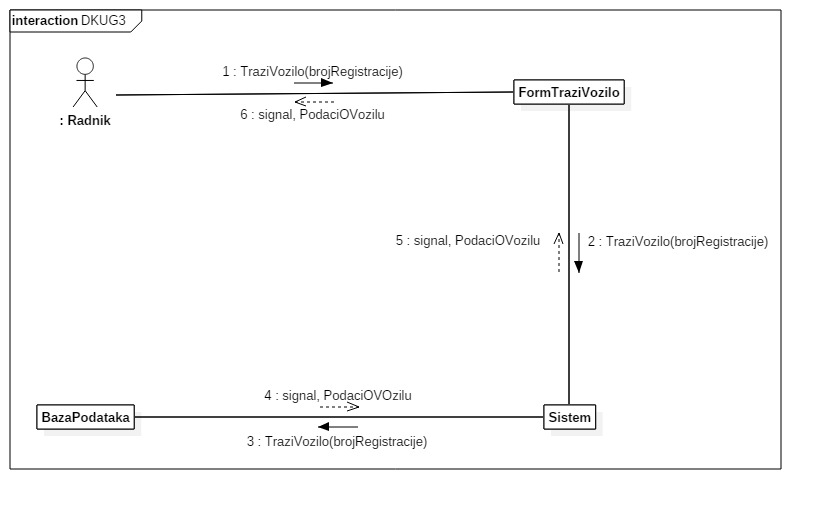 interaction DKUG3
1 : TraziVozilo(brojRegistracije)
FormTraziVozilo
6 : signal, PodaciOVozilu
: Radnik
5 : signal, PodaciOVozilu
2 : TraziVozilo(brojRegistracije)
4 : signal, PodaciOVOzilu
BazaPodataka
Sistem
3 : TraziVozilo(brojRegistracije)